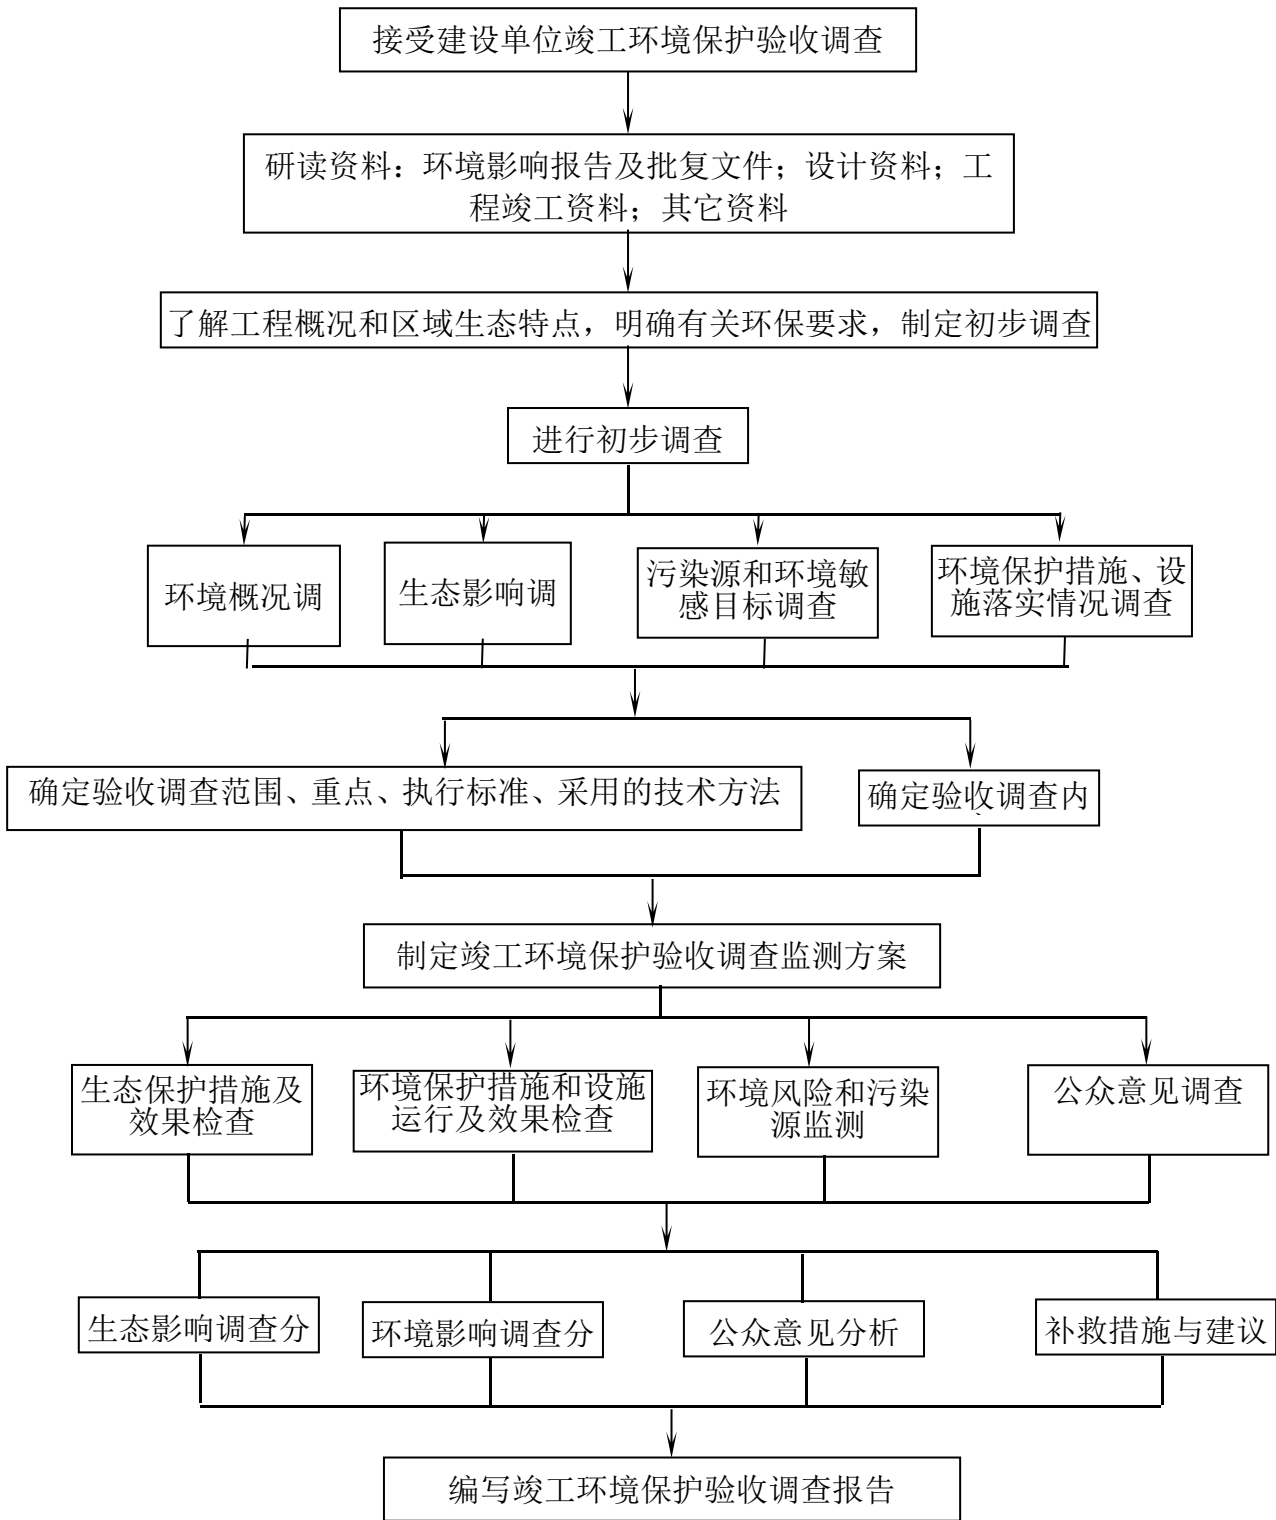 接受建设单位竣工环境保护验收调查
研读资料：环境影响报告及批复文件；设计资料；工
程竣工资料；其它资料
了解工程概况和区域生态特点，明确有关环保要求，制定初步调查
进行初步调查
环境概况调
生态影响调
污染源和环境敏
感目标调查
环境保护措施、设
施落实情况调查
确定验收调查范围、重点、执行标准、采用的技术方法
确定验收调查内
制定竣工环境保护验收调查监测方案
生态保护措施及
效果检查
环境保护措施和设施
运行及效果检查
环境风险和污染
源监测
公众意见调查
生态影响调查分
环境影响调查分
公众意见分析
补救措施与建议
编写竣工环境保护验收调查报告